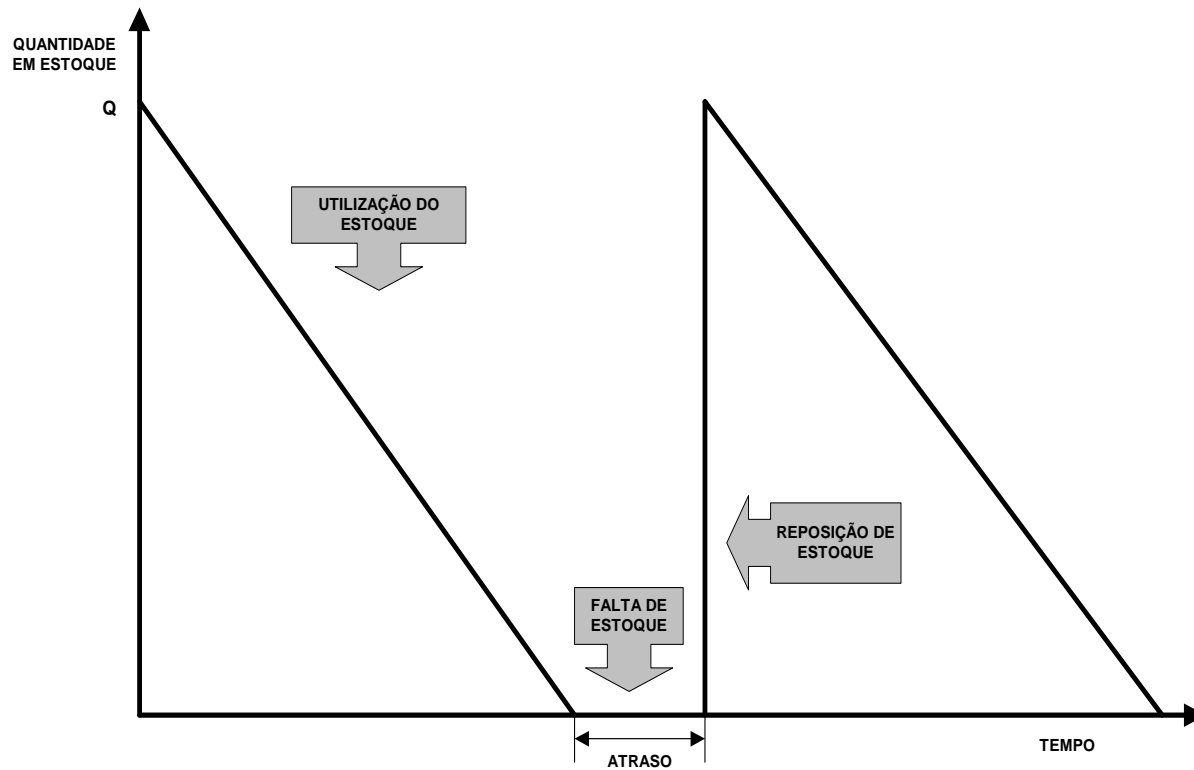 QUANTIDADE
EM ESTOQUE
Q
UTILIZAÇÃO DO
ESTOQUE
REPOSIÇÃO DE
ESTOQUE
FALTA DE
ESTOQUE
ATRASO
TEMPO